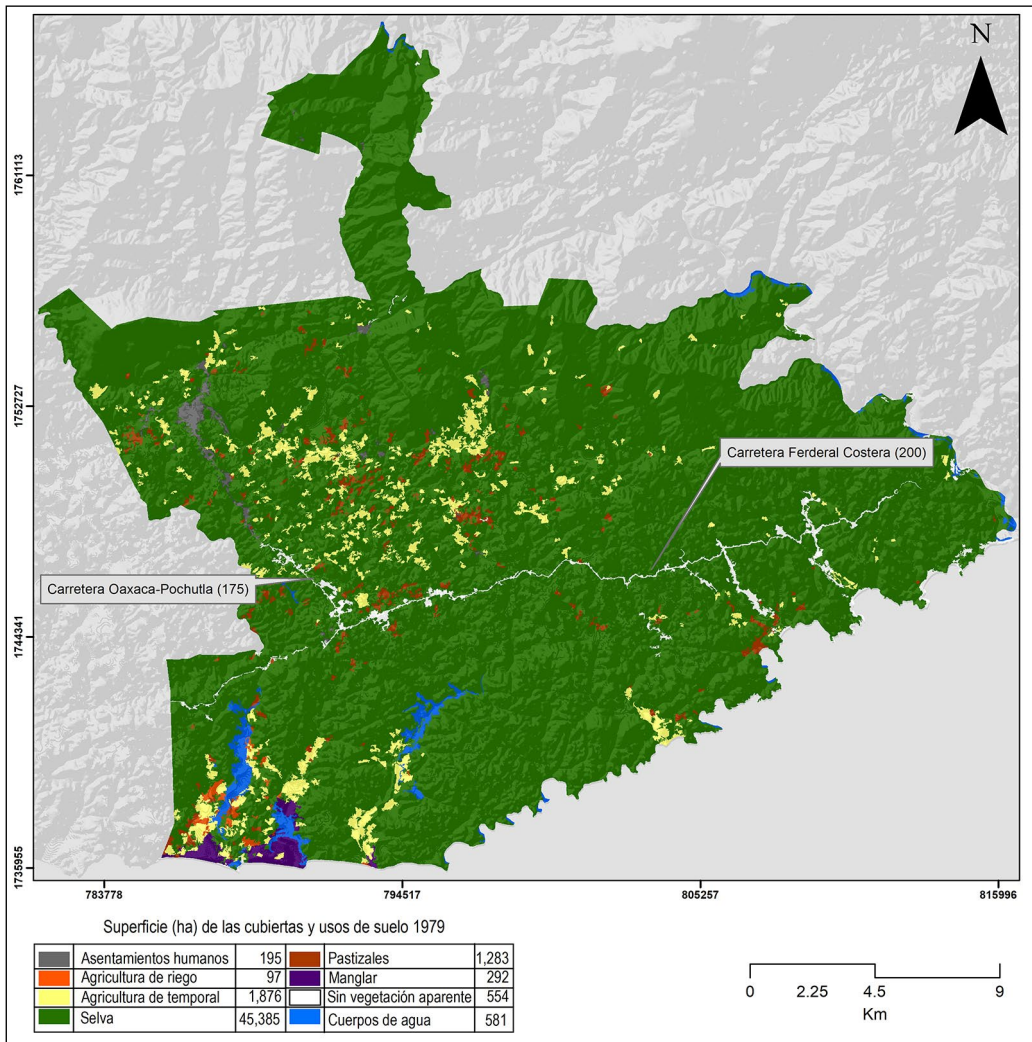 N
1761113
1752727
Carretera Ferderal Costera (200)
Carretera Oaxaca-Pochutla (175)
1744341
1735955
783778 794517 805257 815996
Superficie (ha) de las cubiertas y usos de suelo 1979
Asentamientos humanos 195 Pastizales 1,283
Agricultura de riego 97 Manglar 292
Agricultura de temporal 1,876 Sin vegetación aparente 554
Selva 45,385 Cuerpos de agua 581
0 2.25 4.5 9
Km